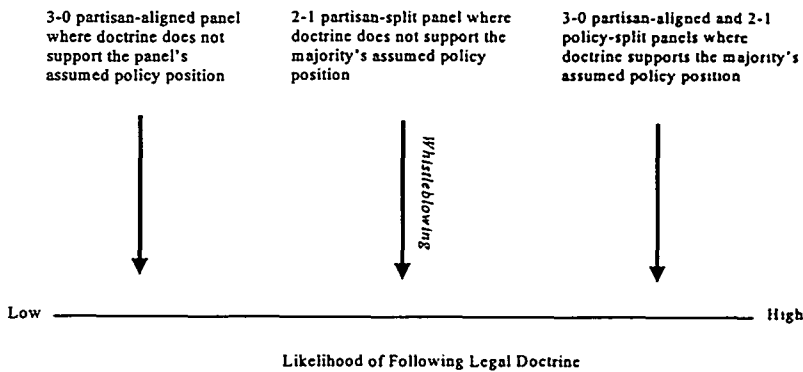 3-0 partisan-aligned panel
where doctrine does not
support the panel's
assumed policy position
2-1 partisan-split panel where
doctrine does not support the
majority's assumed policy
position
3-0 partisan-aligned and 2-1
policy-split panels where
doctrine supports the majority's
assumed policy position
Whistleblowing
Low
High
Likelihood of Following Legal Doctrine